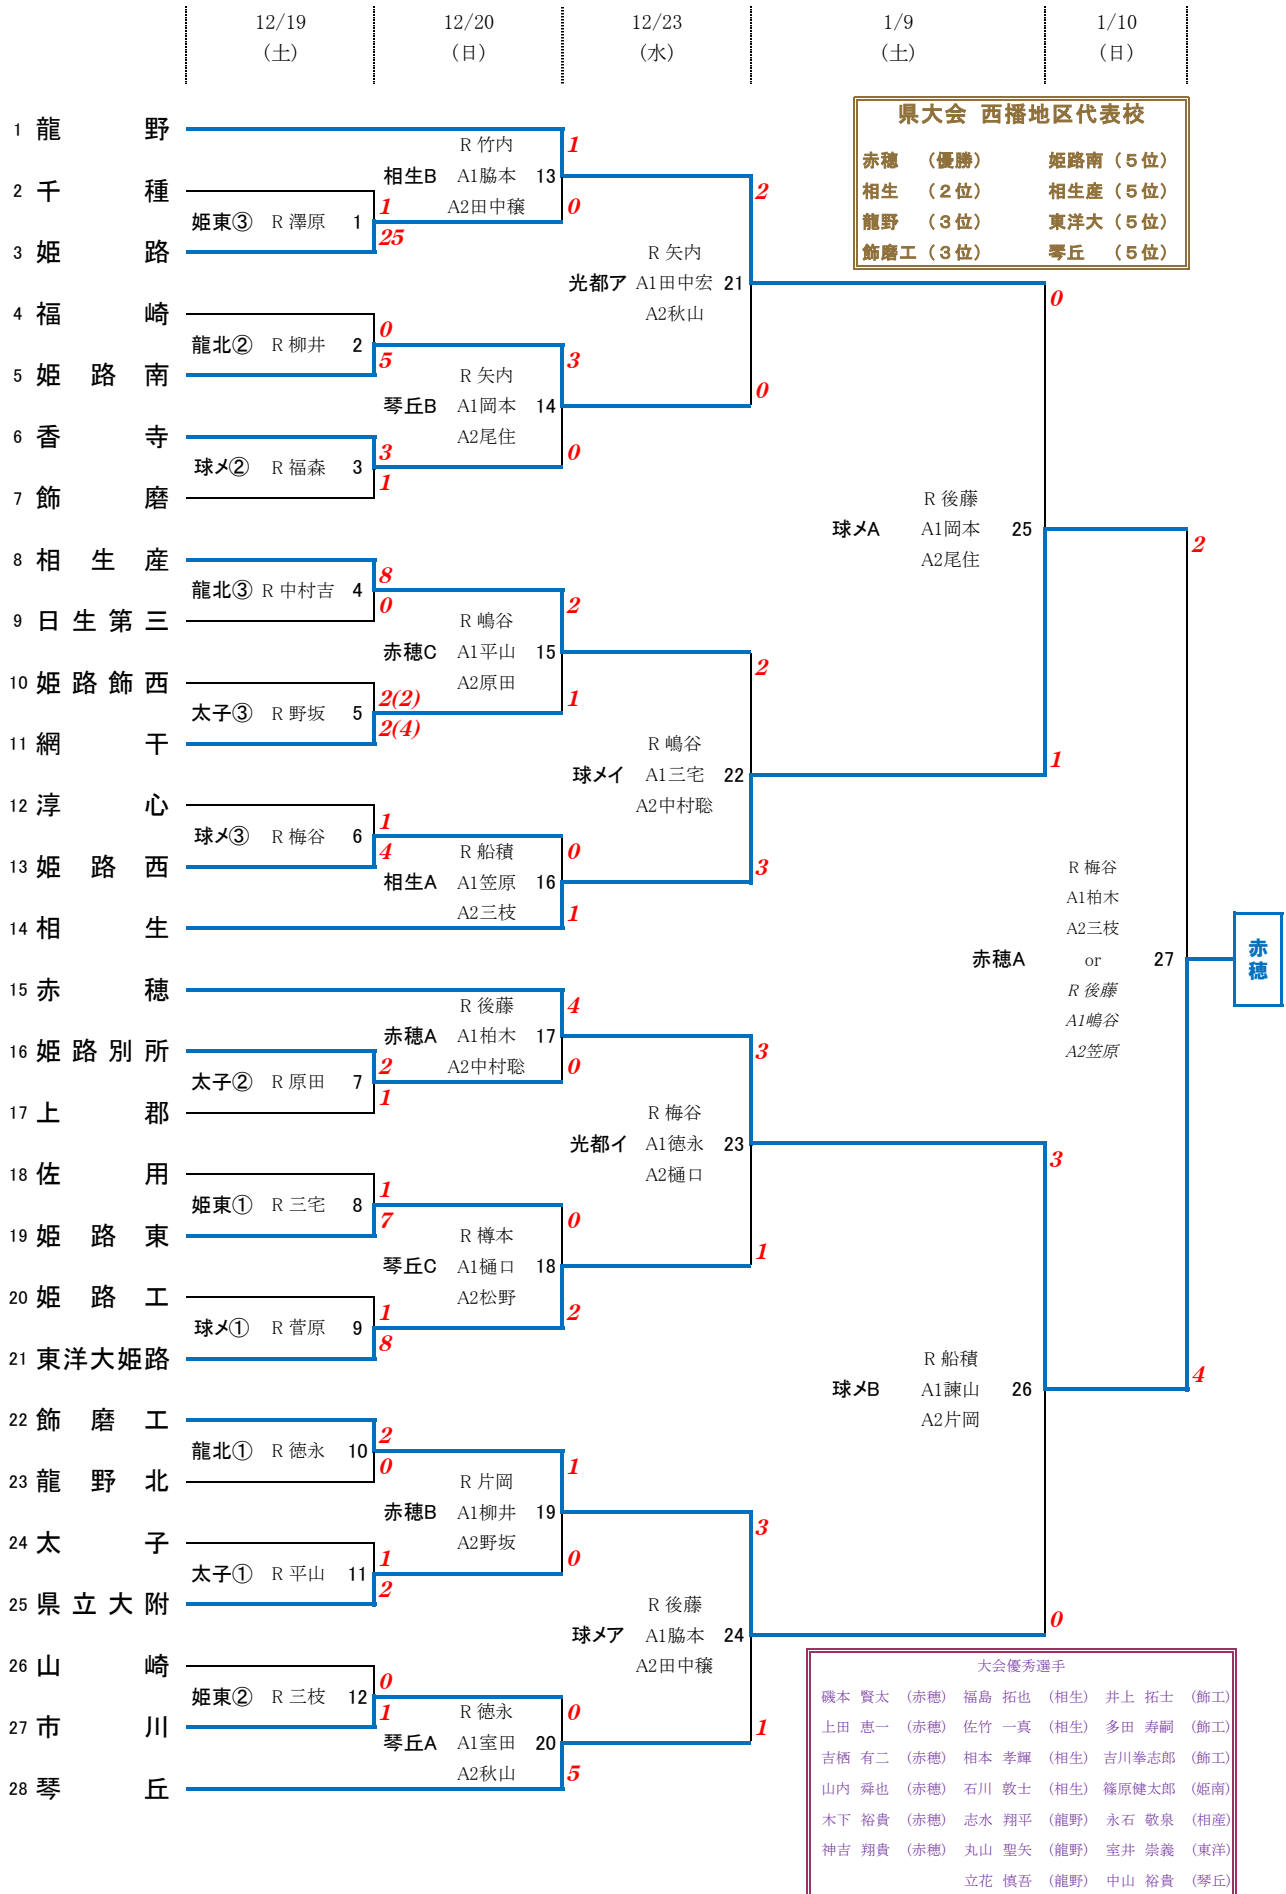 12/19 12/20 12/23 1/9 1/10
(土) (日) (水) (土) (日)
県大会 西播地区代表校
赤穂 (優勝) 姫路南 (5位)
相生 (2位) 相生産 (5位)
龍野 (3位) 東洋大 (5位)
飾磨工 (3位) 琴丘 (5位)
1 龍野
2 千種
3 姫路
4 福崎
5 姫路南
6 香寺
7 飾磨
8 相生産
9 日生第三
10 姫路飾西
11 網干
12 淳心
13 姫路西
14 相生
15 赤穂
16 姫路別所
17 上郡
18 佐用
19 姫路東
20 姫路工
21 東洋大姫路
22 飾磨工
23 龍野北
24 太子
25 県立大附
26 山崎
27 市川
28 琴丘
姫東③ R 澤原 1
1
25
龍北② R 柳井 2
0
5
球メ② R 福森 3
3
1
龍北③ R 中村吉 4
8
0
太子③ R 野坂 5
2(2)
2(4)
球メ③ R 梅谷 6
1
4
太子② R 原田 7
2
1
姫東① R 三宅 8
1
7
球メ① R 菅原 9
1
8
龍北① R 徳永 10
2
0
太子① R 平山 11
1
2
姫東② R 三枝 12
0
1
R 竹内
相生B A1脇本 13
A2田中穣
1
0
R 矢内
琴丘B A1岡本 14
A2尾住
3
0
R 嶋谷
赤穂C A1平山 15
A2原田
2
1
R 船積
相生A A1笠原 16
A2三枝
0
1
R 後藤
赤穂A A1柏木 17
A2中村聡
4
0
R 樽本
琴丘C A1樋口 18
A2松野
0
2
R 片岡
赤穂B A1柳井 19
A2野坂
1
0
R 徳永
琴丘A A1室田 20
A2秋山
0
5
R 矢内
光都ア A1田中宏 21
A2秋山
2
0
R 嶋谷
球メイ A1三宅 22
A2中村聡
2
3
R 梅谷
光都イ A1徳永 23
A2樋口
3
1
R 後藤
球メア A1脇本 24
A2田中穣
3
1
R 後藤
球メA A1岡本 25
A2尾住
0
1
R 船積
球メB A1諫山 26
A2片岡
3
0
R 梅谷
A1柏木
A2三枝
赤穂A or 27
R 後藤
A1嶋谷
A2笠原
2
4
赤穂
大会優秀選手
磯本 賢太 (赤穂) 福島 拓也 (相生) 井上 拓士 (飾工)
上田 恵一 (赤穂) 佐竹 一真 (相生) 多田 寿嗣 (飾工)
吉栖 有二 (赤穂) 相本 孝輝 (相生) 吉川拳志郎 (飾工)
山内 舜也 (赤穂) 石川 敦士 (相生) 篠原健太郎 (姫南)
木下 裕貴 (赤穂) 志水 翔平 (龍野) 永石 敬泉 (相産)
神吉 翔貴 (赤穂) 丸山 聖矢 (龍野) 室井 崇義 (東洋)
立花 慎吾 (龍野) 中山 裕貴 (琴丘)